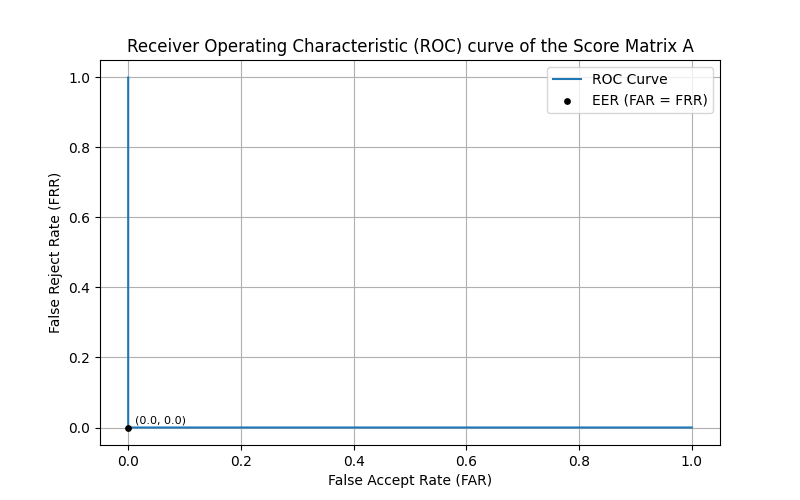 Receiver Operating Characteristic (ROC) curve of the Score Matrix A
ROC Curve
EER (FAR = FRR)
1.0
0.8
0.6
0.4
0.2
0.0
False Reject Rate (FRR)
(0.0, 0.0)
0.0
0.2
0.4
0.6
0.8
1.0
False Accept Rate (FAR)